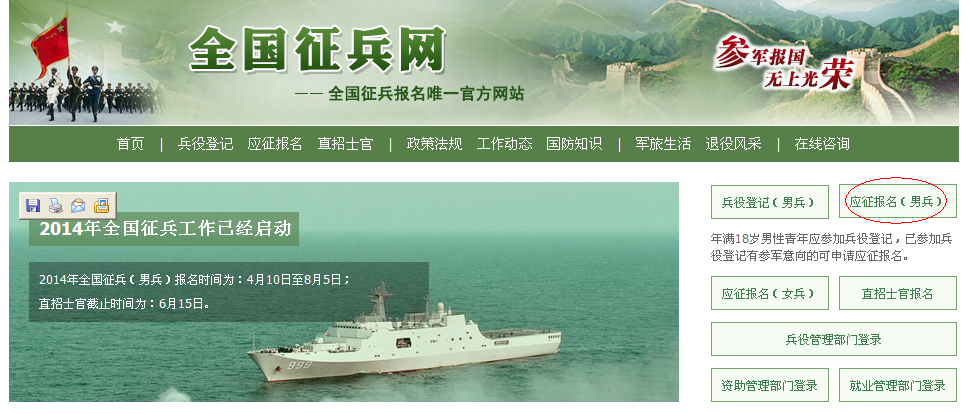 全国征兵网
—— 全国征兵报名唯一官方网站
参军报国
无上光荣
首页 | 兵役登记 应征报名 直招士官 | 政策法规 工作动态 国防知识 | 军旅生活 退役风采 | 在线咨询
2014年全国征兵工作已经启动
2014年全国征兵（男兵）报名时间为：4月10日至8月5日；
直招士官截止时间为：6月15日。
999
兵役登记（男兵） 应征报名（男兵）
年满18岁男性青年应参加兵役登记，已参加兵
役登记有参军意向的可申请应征报名。
应征报名（女兵） 直招士官报名
兵役管理部门登录
资助管理部门登录 就业管理部门登录